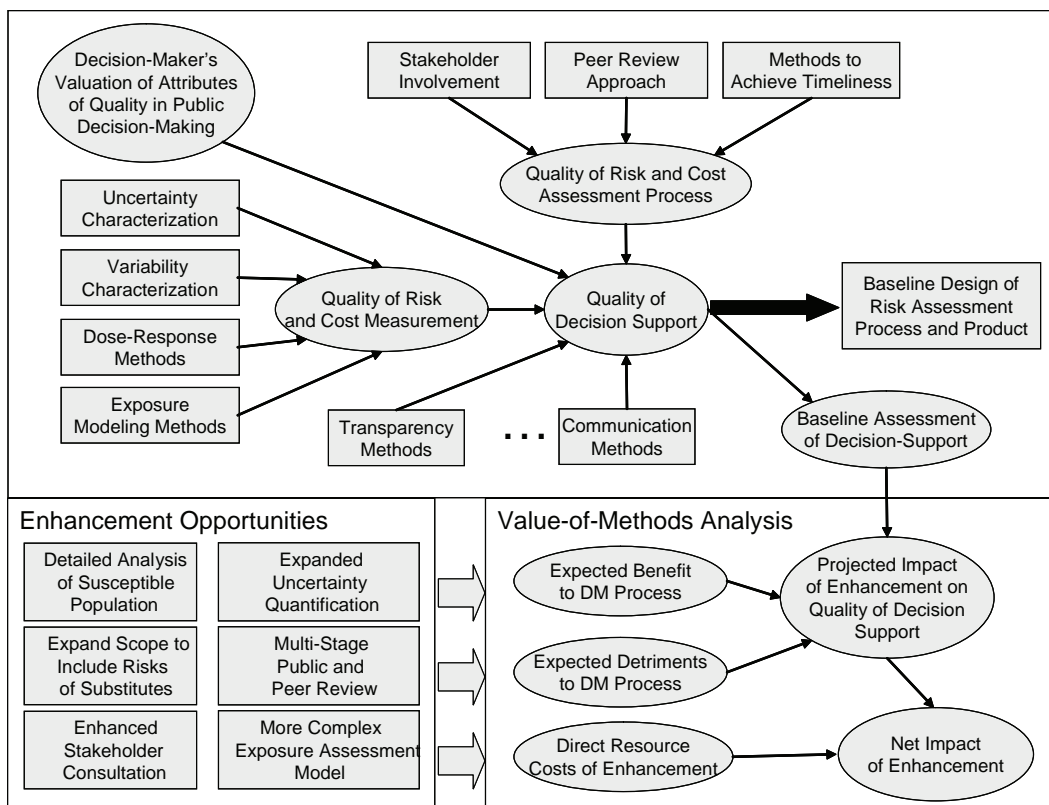 Decision-Maker's
Valuation of Attributes
of Quality in Public
Decision-Making
Stakeholder
Involvement
Peer Review
Approach
Methods to
Achieve Timeliness
Quality of Risk and Cost
Assessment Process
Uncertainty
Characterization
Variability
Characterization
Dose-Response
Methods
Exposure
Modeling Methods
Quality of Risk
and Cost Measurement
Quality of
Decision Support
Baseline Design of
Risk Assessment
Process and Product
Transparency
Methods
...
Communication
Methods
Baseline Assessment
of Decision-Support
Enhancement Opportunities
Detailed Analysis
of Susceptible
Population
Expanded
Uncertainty
Quantification
Expand Scope to
Include Risks
of Substitutes
Multi-Stage
Public and
Peer Review
Enhanced
Stakeholder
Consultation
More Complex
Exposure Assessment
Model
Value-of-Methods Analysis
Expected Benefit
to DM Process
Projected Impact
of Enhancement on
Quality of Decision
Support
Expected Detriments
to DM Process
Direct Resource
Costs of Enhancement
Net Impact
of Enhancement